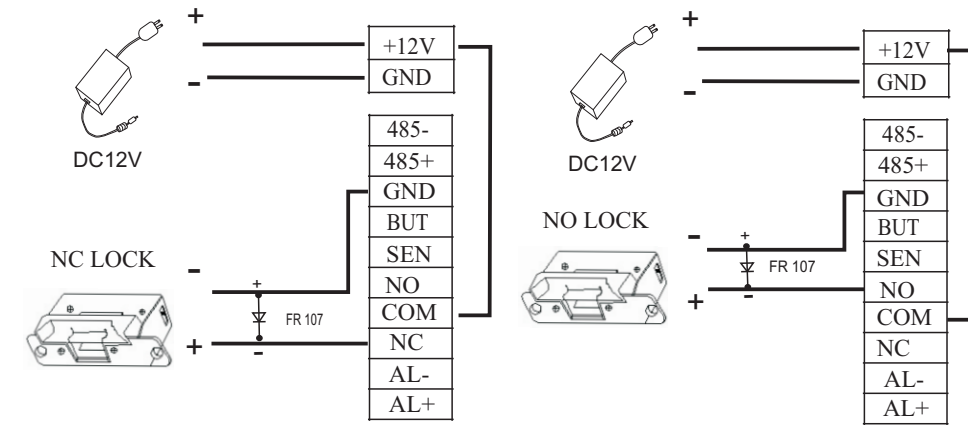 +
+12V
-
GND
DC12V
485-
485+
GND
BUT
SEN
NO
COM
NC
AL-
AL+
NC LOCK
-
+
+
FR 107
-
+
+12V
-
GND
DC12V
485-
485+
GND
BUT
SEN
NO
COM
NC
AL-
AL+
NO LOCK
-
+
+
FR 107
-